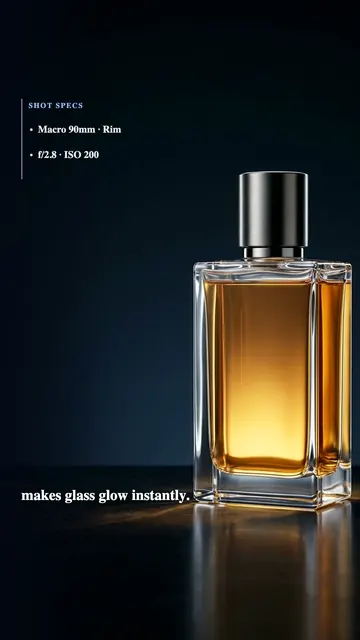 SHOT SPECS
• Macro 90mm · Rim
• f/2.8 · ISO 200
makes glass glow instantly.